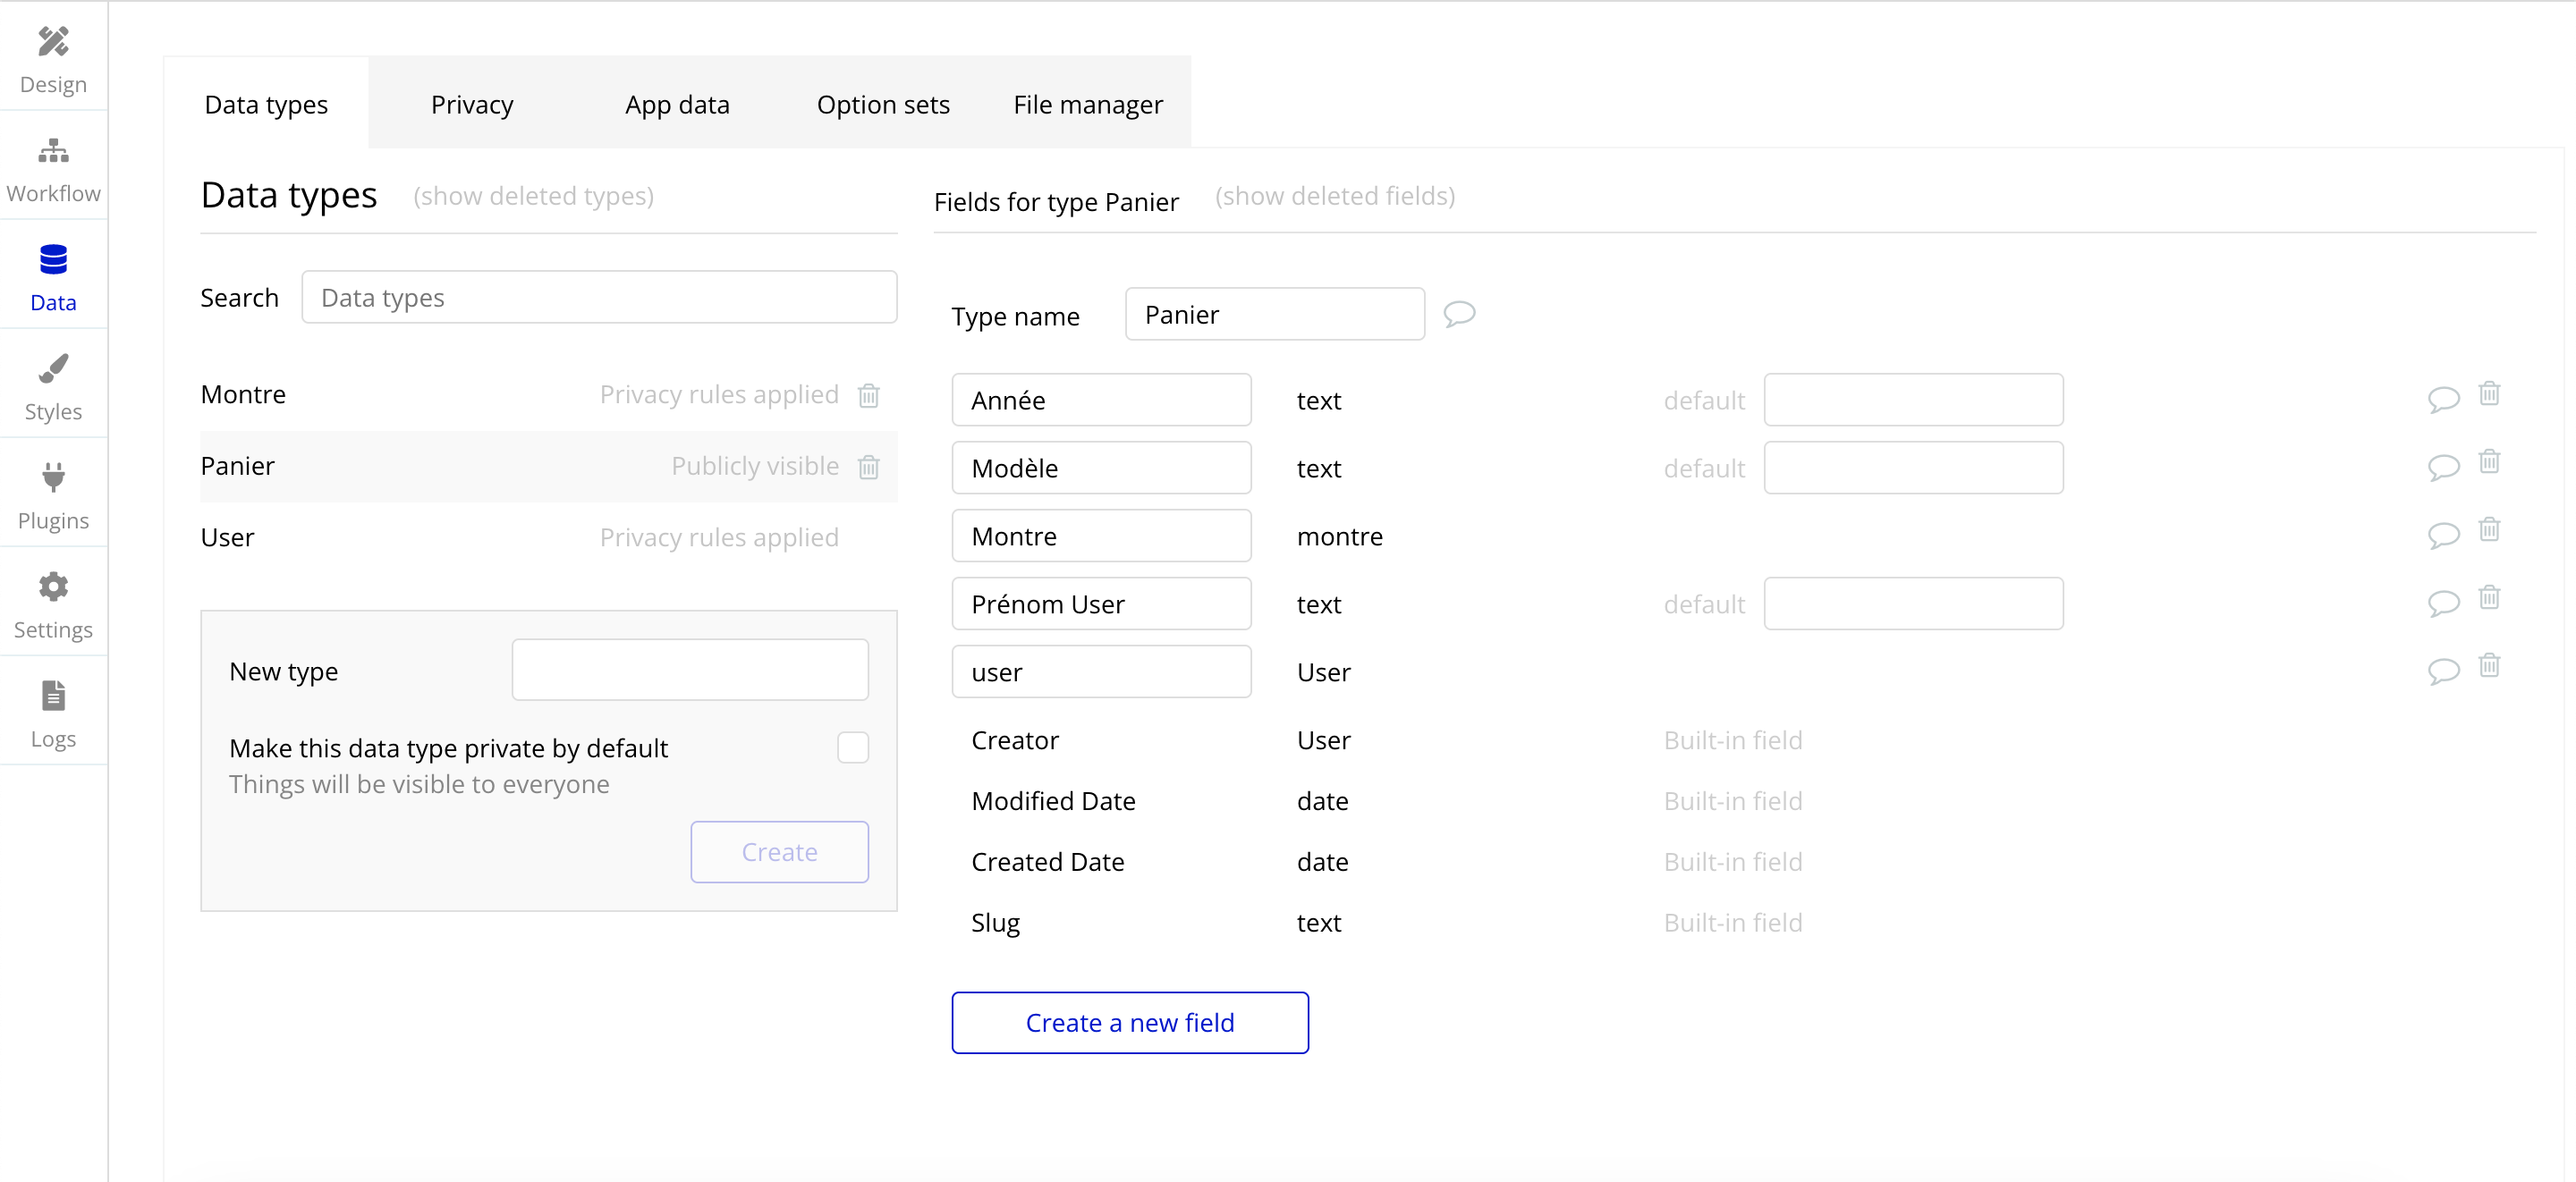 Design
Workflow
Data
Styles
Plugins
Settings
Logs
Data types
Privacy
App data
Option sets
File manager
Data types (show deleted types)
Search Data types
Montre Privacy rules applied
Panier Publicly visible
User Privacy rules applied
New type
Make this data type private by default
Things will be visible to everyone
Create
Fields for type Panier (show deleted fields)
Type name Panier
Année text default
Modèle text default
Montre montre
Prénom User text default
user User
Creator User Built-in field
Modified Date date Built-in field
Created Date date Built-in field
Slug text Built-in field
Create a new field